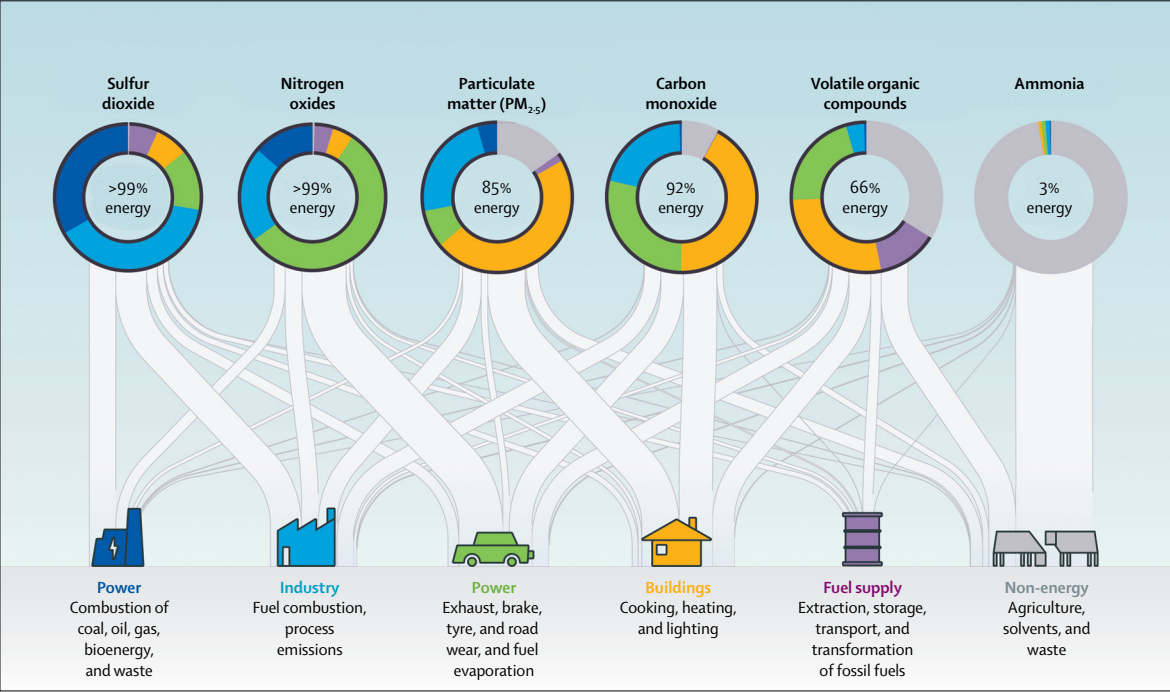 Sulfur
dioxide
Nitrogen
oxides
Particulate
matter (PM2·5)
Carbon
monoxide
Volatile organic
compounds
Ammonia
>99%
energy
>99%
energy
85%
energy
92%
energy
66%
energy
3%
energy
Power
Combustion of
coal, oil, gas,
bioenergy,
and waste
Industry
Fuel combustion,
process
emissions
Power
Exhaust, brake,
tyre, and road
wear, and fuel
evaporation
Buildings
Cooking, heating,
and lighting
Fuel supply
Extraction, storage,
transport, and
transformation
of fossil fuels
Non-energy
Agriculture,
solvents, and
waste